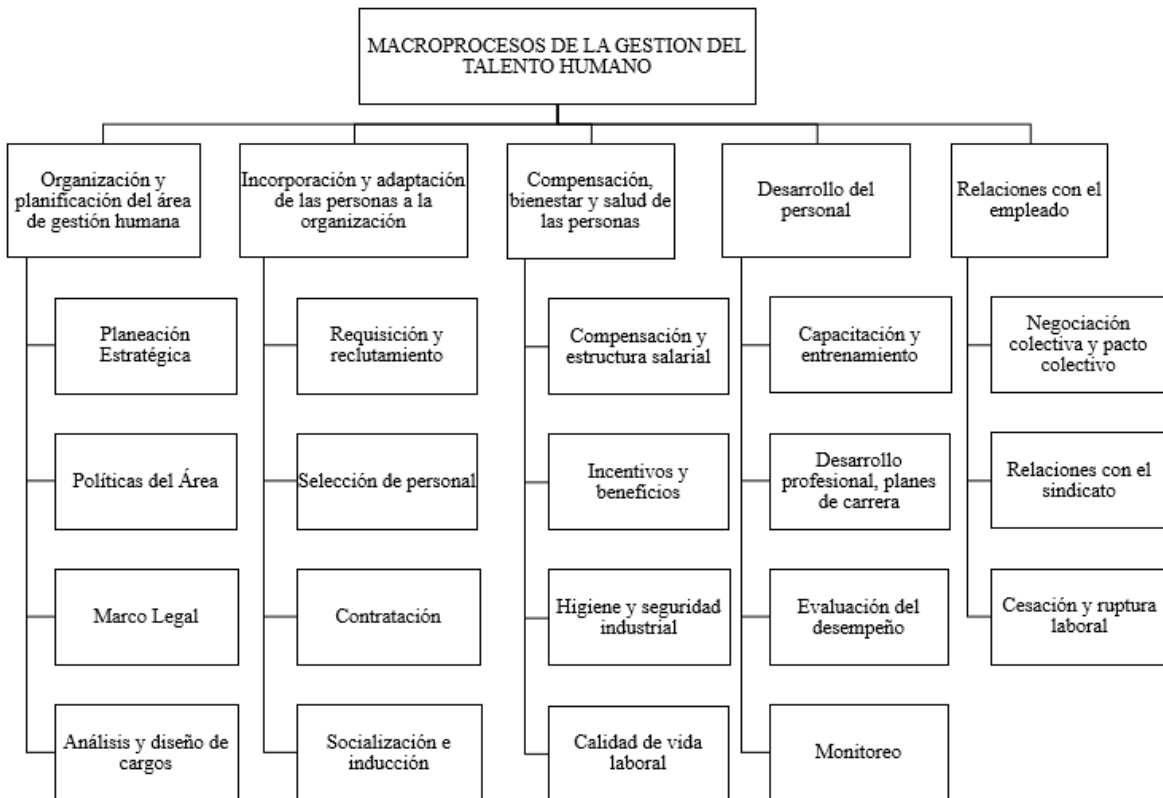 MACROPROCESOS DE LA GESTION DEL
TALENTO HUMANO
Organización y
planificación del área
de gestión humana
Planeación
Estratégica
Políticas del Área
Marco Legal
Análisis y diseño de
cargos
Incorporación y adaptación
de las personas a la
organización
Requisición y
reclutamiento
Selección de personal
Contratación
Socialización e
inducción
Compensación,
bienestar y salud de
las personas
Compensación y
estructura salarial
Incentivos y
beneficios
Higiene y seguridad
industrial
Calidad de vida
laboral
Desarrollo del
personal
Capacitación y
entrenamiento
Desarrollo
profesional, planes
de carrera
Evaluación del
desempeño
Monitoreo
Relaciones con el
empleado
Negociación
colectiva y pacto
colectivo
Relaciones con el
sindicato
Cesación y ruptura
laboral